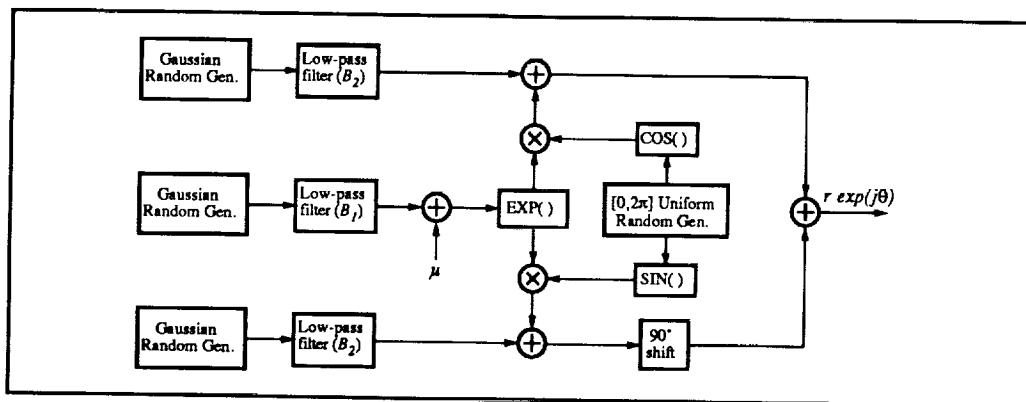 Gaussian
Random Gen.
Low-pass
filter (B2)
+
×
COS( )
Gaussian
Random Gen.
Low-pass
filter (B1)
+
μ
EXP( )
[0,2π] Uniform
Random Gen.
+
r exp(jθ)
×
SIN( )
Gaussian
Random Gen.
Low-pass
filter (B2)
+
90°
shift